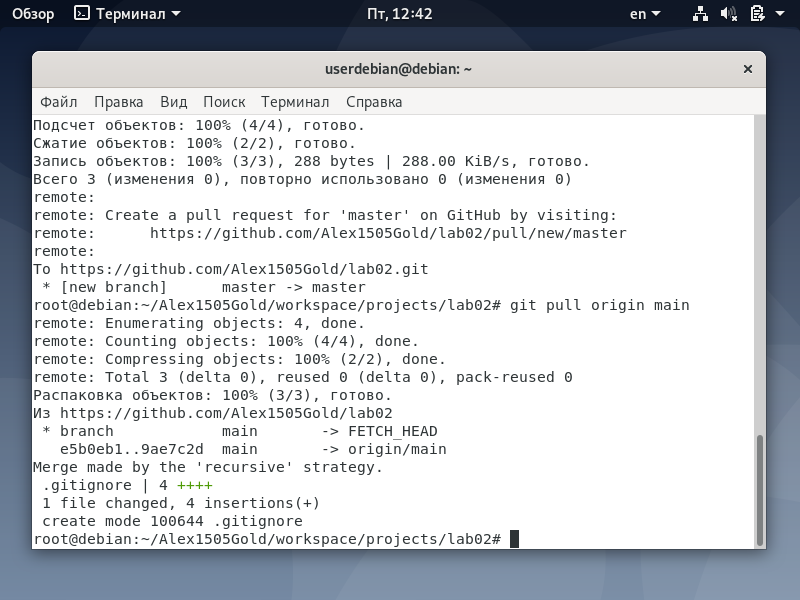 Обзор Терминал Пт, 12:42 en
userdebian@debian: ~ ×
Файл Правка Вид Поиск Терминал Справка
Подсчет объектов: 100% (4/4), готово.
Сжатие объектов: 100% (2/2), готово.
Запись объектов: 100% (3/3), 288 bytes | 288.00 KiB/s, готово.
Всего 3 (изменения 0), повторно использовано 0 (изменения 0)
remote:
remote: Create a pull request for 'master' on GitHub by visiting:
remote:      https://github.com/Alex1505Gold/lab02/pull/new/master
remote:
To https://github.com/Alex1505Gold/lab02.git
 * [new branch]      master -> master
root@debian:~/Alex1505Gold/workspace/projects/lab02# git pull origin main
remote: Enumerating objects: 4, done.
remote: Counting objects: 100% (4/4), done.
remote: Compressing objects: 100% (2/2), done.
remote: Total 3 (delta 0), reused 0 (delta 0), pack-reused 0
Распаковка объектов: 100% (3/3), готово.
Из https://github.com/Alex1505Gold/lab02
 * branch            main       -> FETCH_HEAD
   e5b0eb1..9ae7c2d  main       -> origin/main
Merge made by the 'recursive' strategy.
 .gitignore | 4 ++++
 1 file changed, 4 insertions(+)
 create mode 100644 .gitignore
root@debian:~/Alex1505Gold/workspace/projects/lab02#